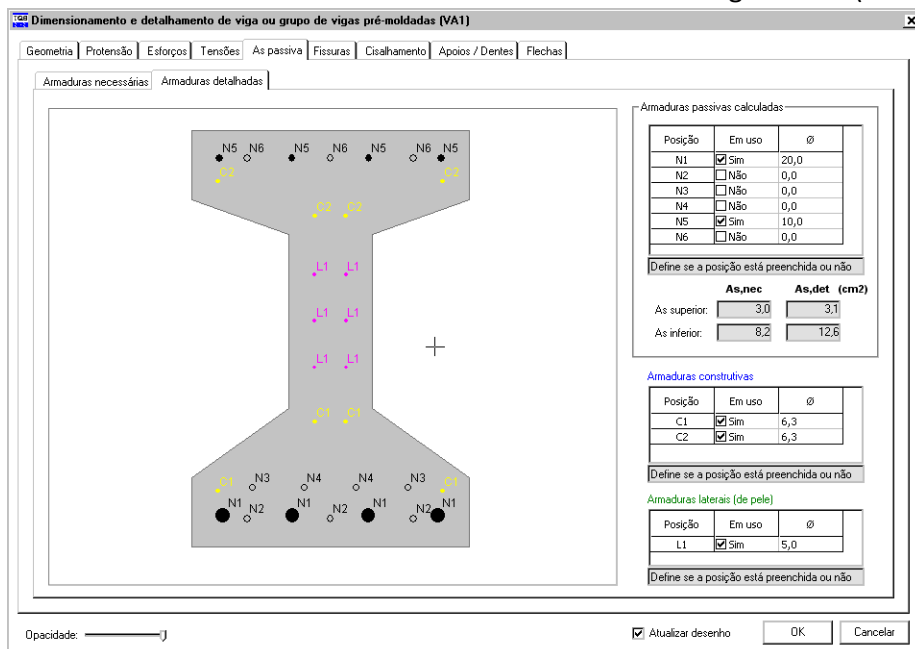 TQS
NENI
Dimensionamento e detalhamento de viga ou grupo de vigas pré-moldadas (VA1)
Geometria Protensão Esforços Tensões As passiva Fissuras Cisalhamento Apoios / Dentes Flechas
Armaduras necessárias Armaduras detalhadas
N5 N6 N5 N6 N5 N6 N5
C2 C2
C2 C2
L1 L1
L1 L1
L1 L1
C1 C1
C1 N3 N4 N4 N3 C1
N1 N2 N1 N2 N1 N2 N1
Armaduras passivas calculadas
Posição Em uso Ø
N1 Sim 20,0
N2 Não 0,0
N3 Não 0,0
N4 Não 0,0
N5 Sim 10,0
N6 Não 0,0
Define se a posição está preenchida ou não
As,nec As,det (cm2)
As superior: 3,0 3,1
As inferior: 8,2 12,6
Armaduras construtivas
Posição Em uso Ø
C1 Sim 6,3
C2 Sim 6,3
Define se a posição está preenchida ou não
Armaduras laterais (de pele)
Posição Em uso Ø
L1 Sim 5,0
Define se a posição está preenchida ou não
Opacidade: Atualizar desenho OK Cancelar